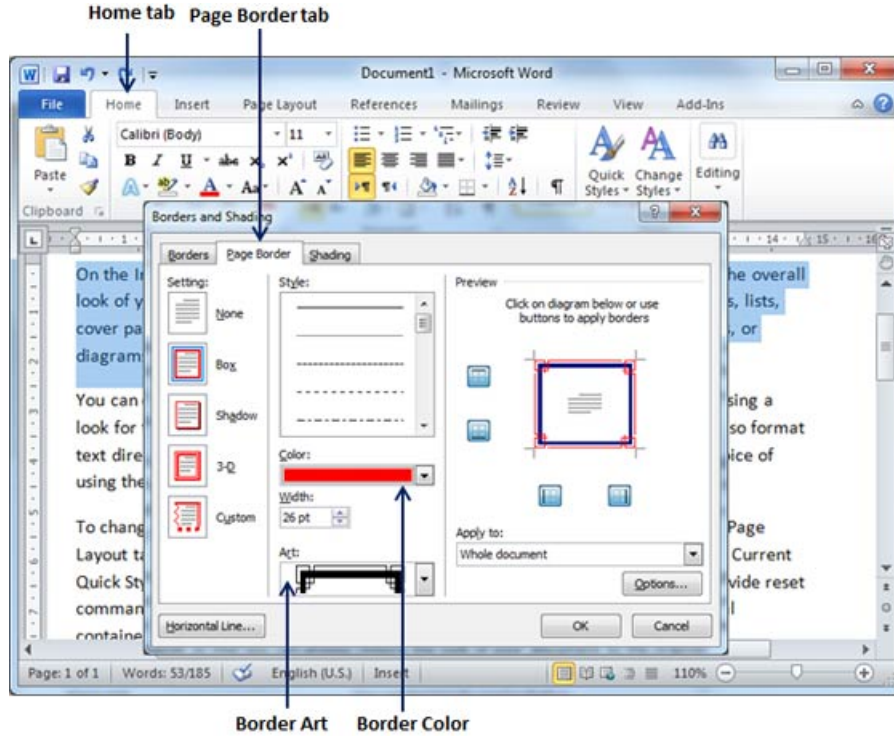 Home tab Page Border tab
Document1 - Microsoft Word
File Home Insert Page Layout References Mailings Review View Add-Ins
Calibri (Body) 11
Paste
B I U abc x₂ x²
Quick Styles
Change Styles
Editing
Aa A A
Clipboard
Borders and Shading
Borders Page Border Shading
Setting:
None
Box
Shadow
3-D
Custom
Style:
Color:
Width:
26 pt
Art:
Preview
Click on diagram below or use
buttons to apply borders
Apply to:
Whole document
Options...
Horizontal Line...
OK Cancel
On the he overall
look of y s, lists,
cover pa s, or
diagram
You can sing a
look for so format
text dire ice of
using the
To chang Page
Layout ta Current
Quick Sty vide reset
comman l
containe
Page: 1 of 1 Words: 53/185 English (U.S.) Insert 110%
Border Art Border Color